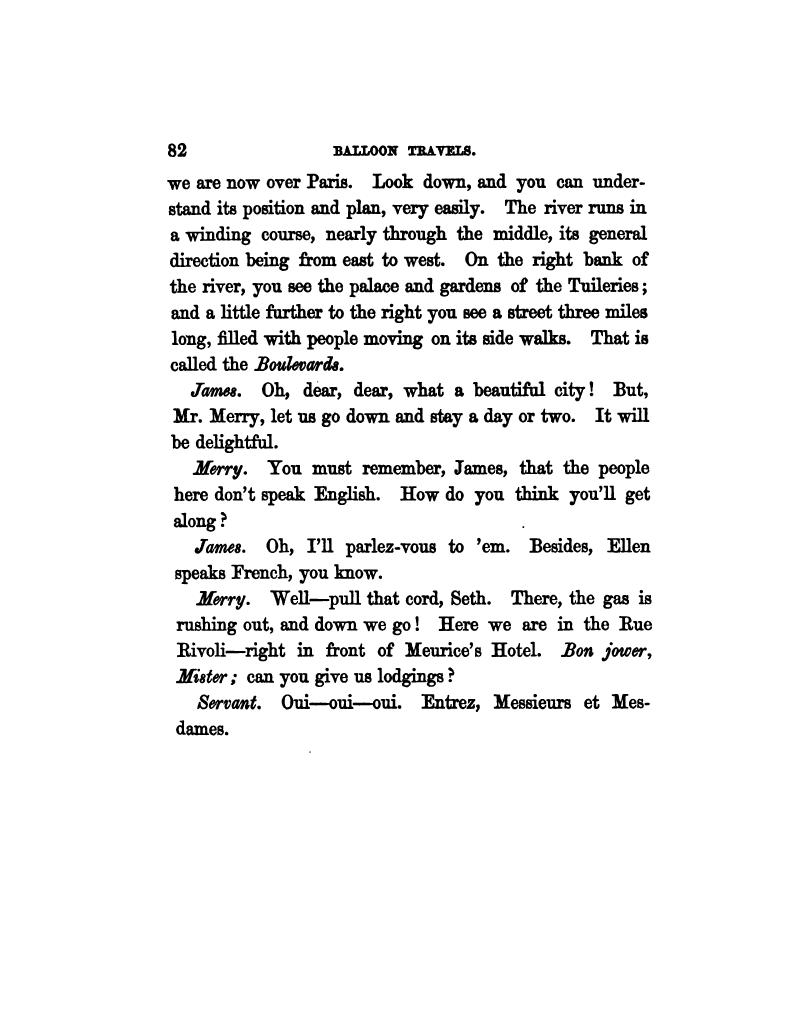 82 BALLOON TRAVELS.
we are now over Paris. Look down, and you can under-
stand its position and plan, very easily. The river runs in
a winding course, nearly through the middle, its general
direction being from east to west. On the right bank of
the river, you see the palace and gardens of the Tuileries;
and a little further to the right you see a street three miles
long, filled with people moving on its side walks. That is
called the Boulevards.
James. Oh, dear, dear, what a beautiful city! But,
Mr. Merry, let us go down and stay a day or two. It will
be delightful.
Merry. You must remember, James, that the people
here don't speak English. How do you think you'll get
along?
James. Oh, I'll parlez-vous to 'em. Besides, Ellen
speaks French, you know.
Merry. Well—pull that cord, Seth. There, the gas is
rushing out, and down we go! Here we are in the Rue
Rivoli—right in front of Meurice's Hotel. Bon jower,
Mister; can you give us lodgings?
Servant. Oui—oui—oui. Entrez, Messieurs et Mes-
dames.